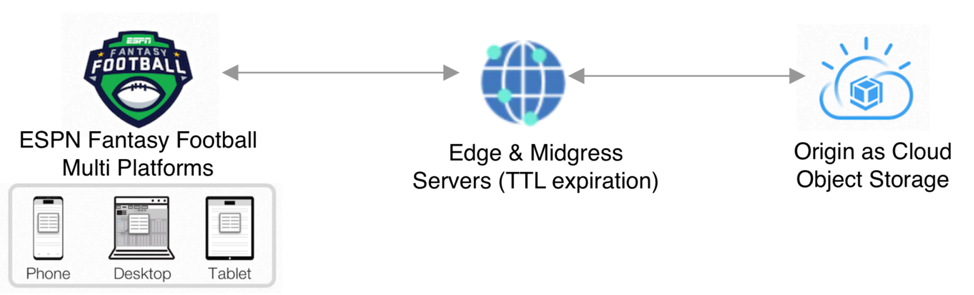 ESPN
FANTASY
FOOTBALL
ESPN Fantasy Football
Multi Platforms
Phone
Desktop
Tablet
Edge & Midgress
Servers (TTL expiration)
Origin as Cloud
Object Storage